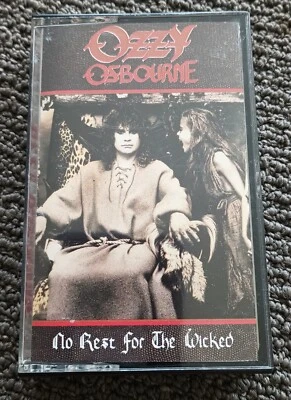 OZZY
OSBOURNE
No Rest For The Wicked